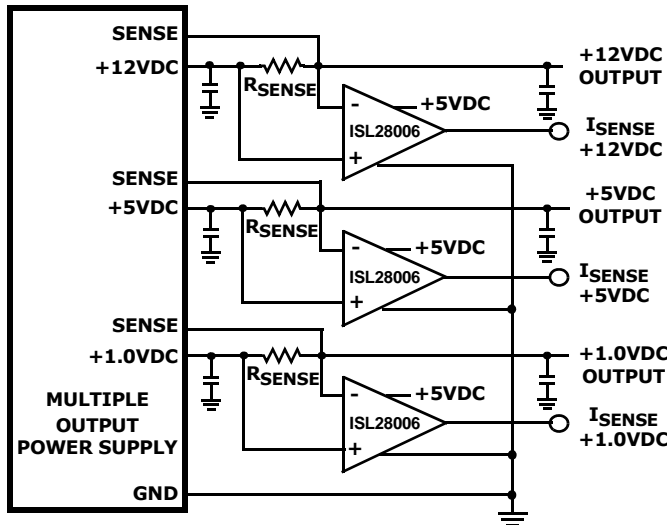 SENSE
+12VDC
RSENSE
-
+5VDC
ISL28006
+
+12VDC
OUTPUT
ISENSE
+12VDC
SENSE
+5VDC
RSENSE
-
+5VDC
ISL28006
+
+5VDC
OUTPUT
ISENSE
+5VDC
SENSE
+1.0VDC
RSENSE
-
+5VDC
ISL28006
+
+1.0VDC
OUTPUT
ISENSE
+1.0VDC
MULTIPLE
OUTPUT
POWER SUPPLY
GND